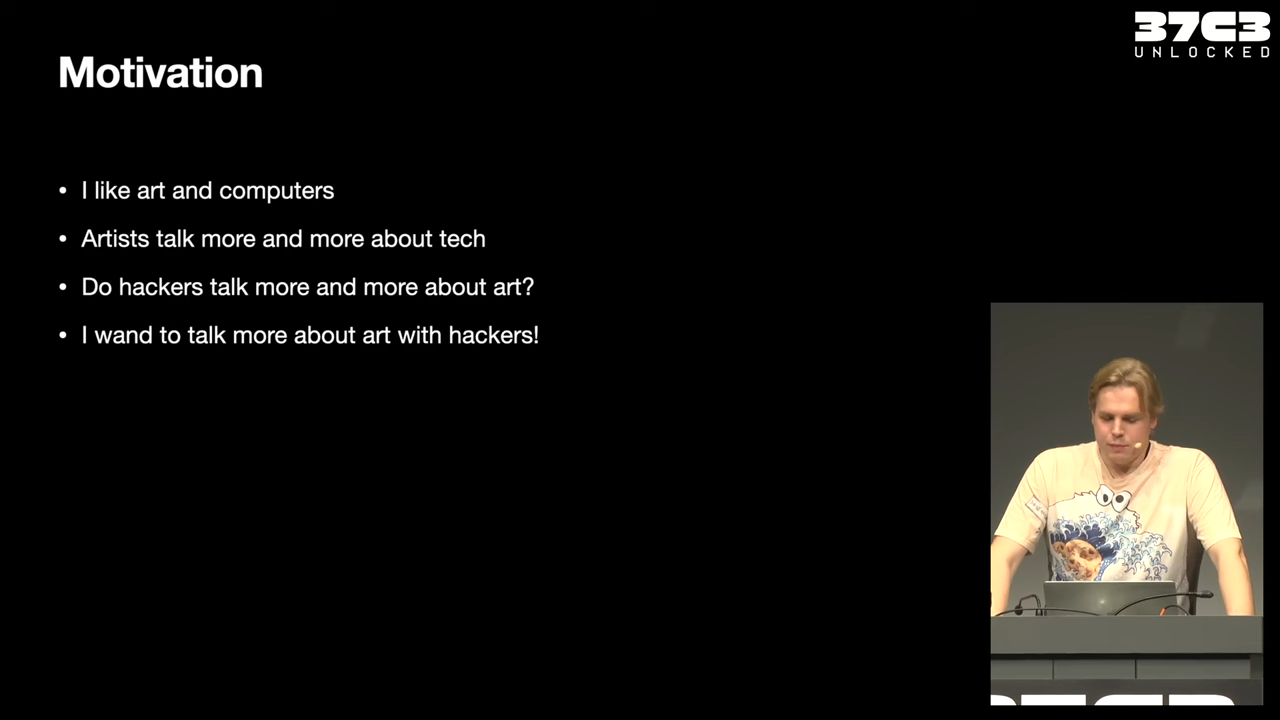 37C3
UNLOCKED
Motivation
• I like art and computers
• Artists talk more and more about tech
• Do hackers talk more and more about art?
• I wand to talk more about art with hackers!